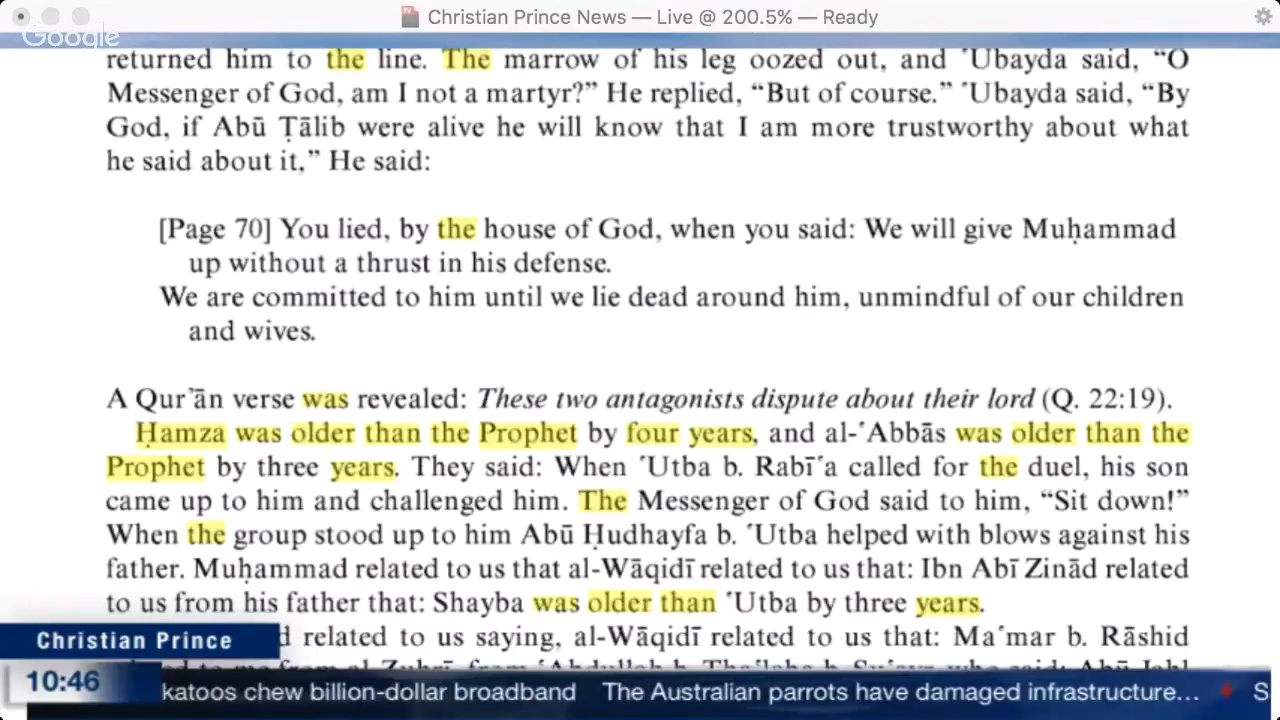 Christian Prince News — Live @ 200.5% — Ready
Google
returned him to the line. The marrow of his leg oozed out, and ʿUbayda said, “O
Messenger of God, am I not a martyr?” He replied, “But of course.” ʿUbayda said, “By
God, if Abū Ṭālib were alive he will know that I am more trustworthy about what
he said about it,” He said:
[Page 70] You lied, by the house of God, when you said: We will give Muḥammad
up without a thrust in his defense.
We are committed to him until we lie dead around him, unmindful of our children
and wives.
A Qurʾān verse was revealed: These two antagonists dispute about their lord (Q. 22:19).
Ḥamza was older than the Prophet by four years, and al-ʿAbbās was older than the
Prophet by three years. They said: When ʿUtba b. Rabīʿa called for the duel, his son
came up to him and challenged him. The Messenger of God said to him, “Sit down!”
When the group stood up to him Abū Ḥudhayfa b. ʿUtba helped with blows against his
father. Muḥammad related to us that al-Wāqidī related to us that: Ibn Abī Zinād related
to us from his father that: Shayba was older than ʿUtba by three years.
Christian Prince
d related to us saying, al-Wāqidī related to us that: Maʿmar b. Rāshid
10:46
katoos chew billion-dollar broadband The Australian parrots have damaged infrastructure... S